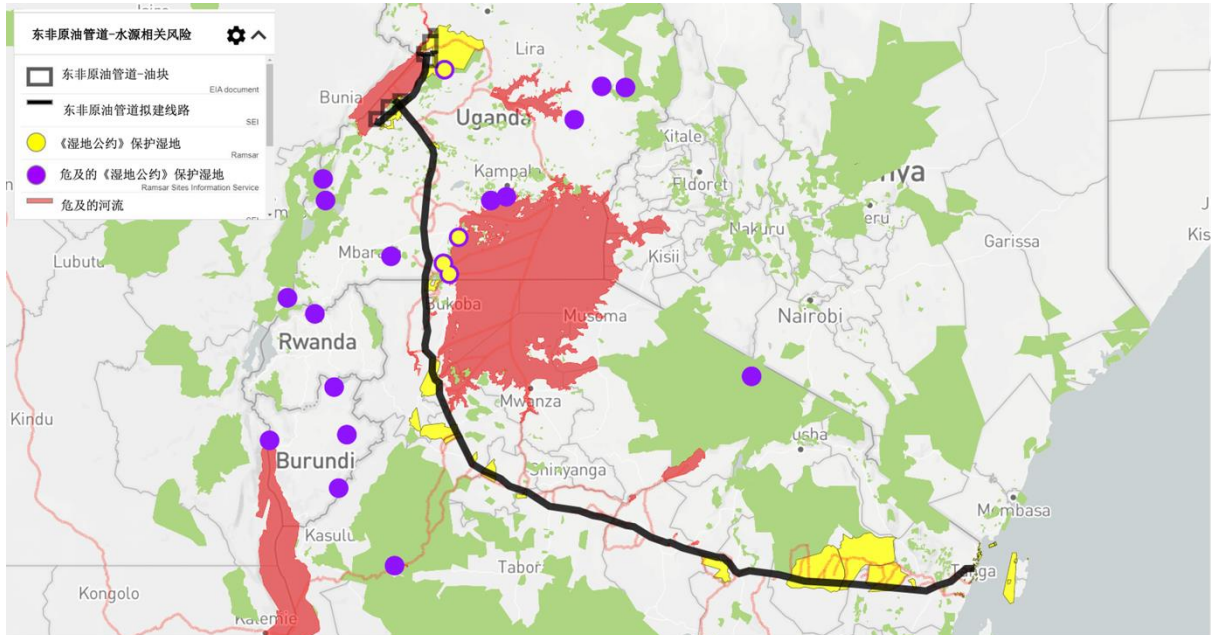 东非原油管道-水源相关风险
东非原油管道-油块
EIA document
东非原油管道拟建线路
SEI
《湿地公约》保护湿地
Ramsar
危及的《湿地公约》保护湿地
Ramsar Sites Information Service
危及的河流
Lira
Bunia
Uganda
Kitale
Kampala
Eldoret
Lubutu
Mbarar
Kisii
Nakuru
Garissa
Bukoba
Musoma
Nairobi
Rwanda
Kindu
Mwanza
Burundi
Shinyanga
Mombasa
Kasulu
Tabora
Tanga
Kongolo
Kalemie